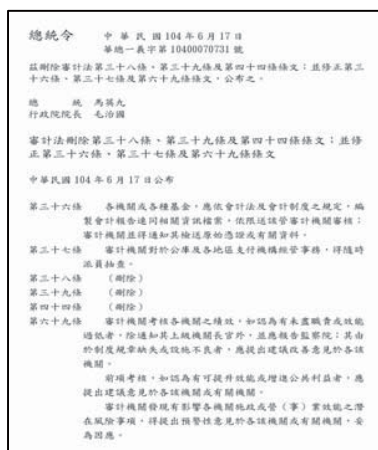 總統令 中華民國104年6月17日
華總一義字第10400070731號
茲刪除審計法第三十八條、第三十九條及第四十四條條文；並修正第三
十六條、第三十七條及第六十九條條文，公布之。
總 統 馬英九
行政院院長 毛治國
審計法刪除第三十八條、第三十九條及第四十四條條文；並修
正第三十六條、第三十七條及第六十九條條文
中華民國104年6月17日公布
第三十六條 各機關或各種基金，應依會計法及會計制度之規定，編
製會計報告連同相關資訊檔案，依限送該管審計機關審核；
審計機關並得通知其檢送原始憑證或有關資料。
第三十七條 審計機關對於公庫及各地區支付機構經管事務，得隨時
派員抽查。
第三十八條 （刪除）
第三十九條 （刪除）
第四十四條 （刪除）
第六十九條 審計機關考核各機關之績效，如認為有未盡職責或效能
過低者，除通知其上級機關長官外，並應報告監察院；其由
於制度規章缺失或設施不良者，應提出建議改善意見於各該
機關。
前項考核，如認為有可提升效能或增進公共利益者，應
提出建議意見於各該機關或有關機關。
審計機關發現有影響各機關施政或營（事）業效能之潛
在風險事項，得提出預警性意見於各該機關或有關機關，妥
為因應。